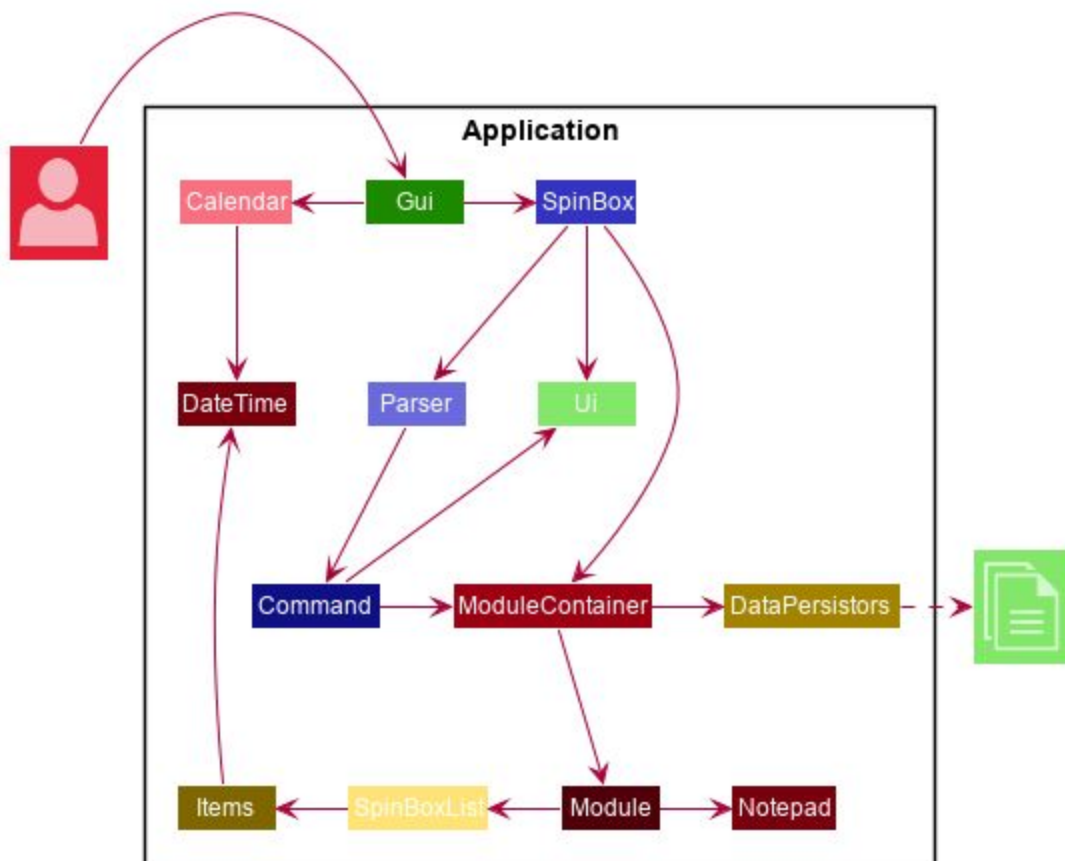 Application
Calendar
Gui
SpinBox
DateTime
Parser
Ui
Command
ModuleContainer
DataPersistors
Items
SpinBoxList
Module
Notepad